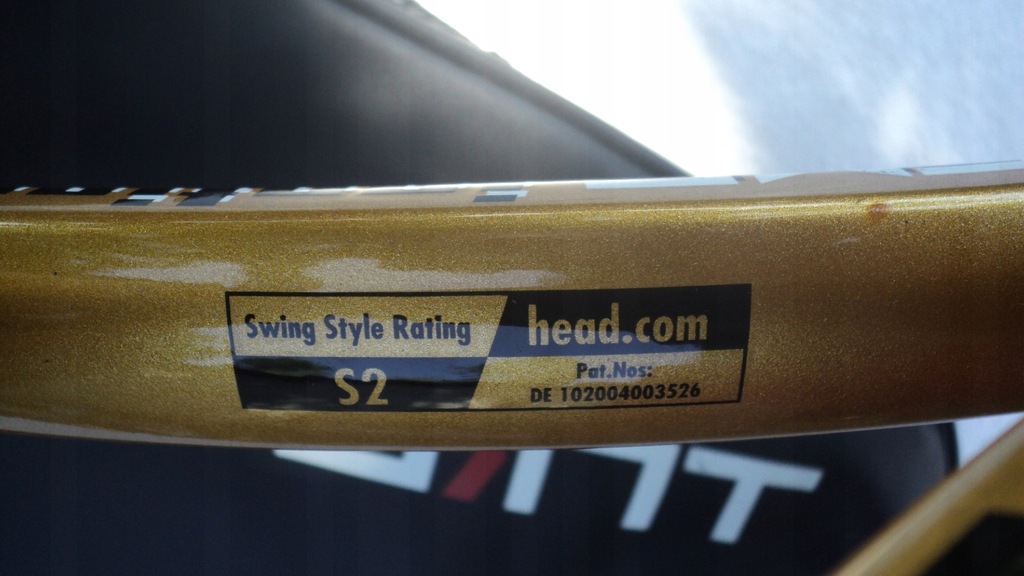 Swing Style Rating
S2
head.com
Pat.Nos:
DE 102004003526